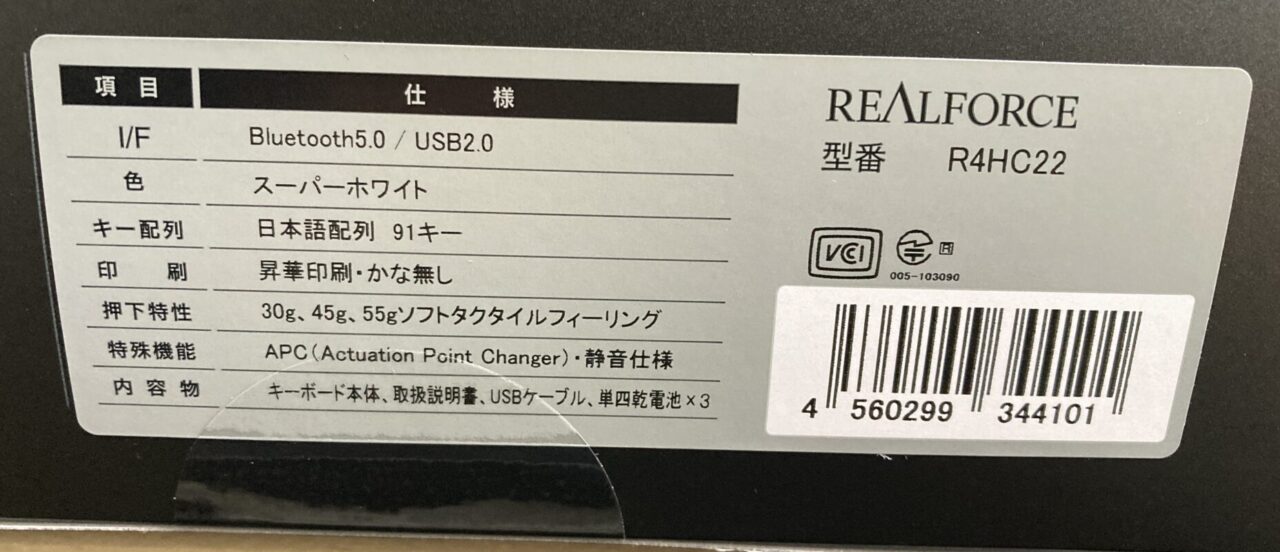 項目 仕様
I/F Bluetooth5.0 / USB2.0
色 スーパーホワイト
キー配列 日本語配列 91キー
印刷 昇華印刷・かな無し
押下特性 30g、45g、55gソフトタクタイルフィーリング
特殊機能 APC(Actuation Point Changer)・静音仕様
内容物 キーボード本体、取扱説明書、USBケーブル、単四乾電池×3
REALFORCE
型番 R4HC22
VCI R
005-103090
4 560299 344101